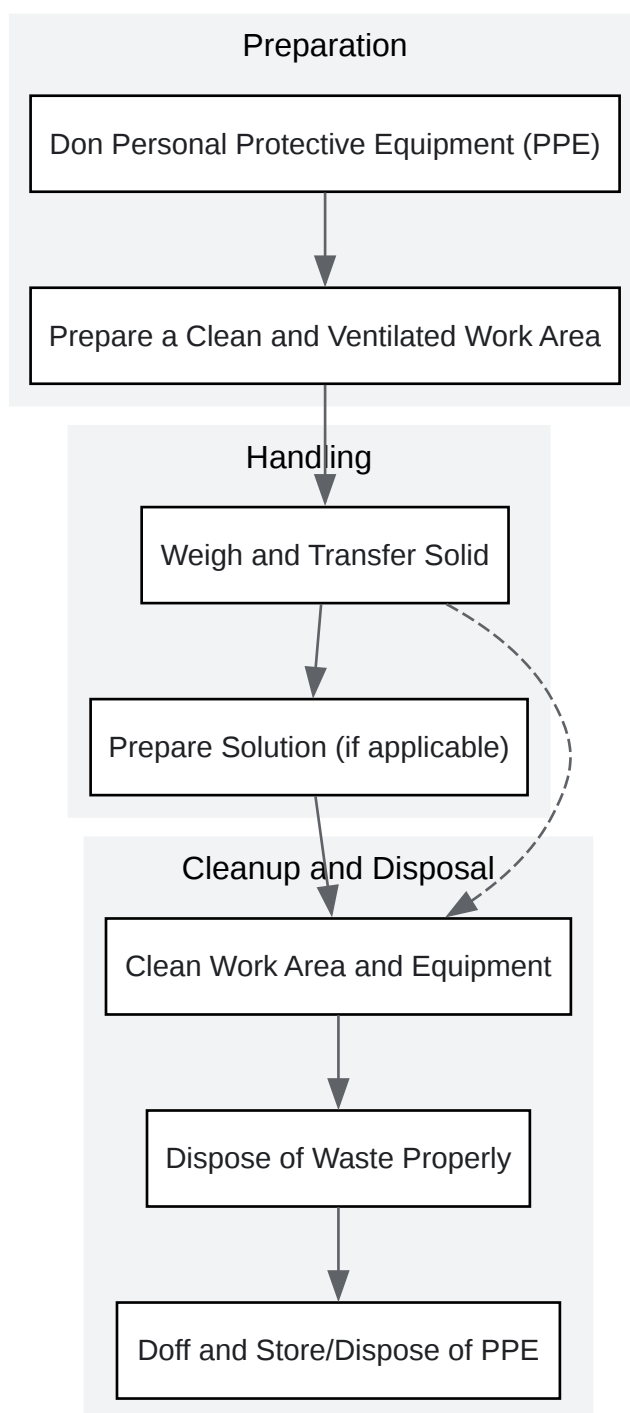 Preparation
Don Personal Protective Equipment (PPE)
Prepare a Clean and Ventilated Work Area
Handling
Weigh and Transfer Solid
Prepare Solution (if applicable)
Cleanup and Disposal
Clean Work Area and Equipment
Dispose of Waste Properly
Doff and Store/Dispose of PPE